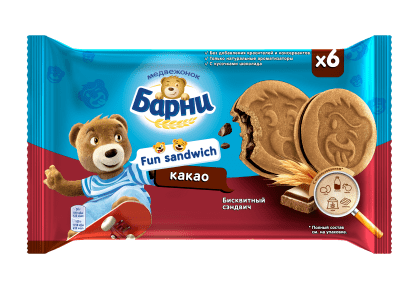 ✓ Без добавления красителей и консервантов
✓ Только натуральные ароматизаторы
✓ С кусочками шоколада
x6
медвежонок
Барни
Fun sandwich
какао
Бисквитный
сэндвич
* Полный состав
см. на упаковке